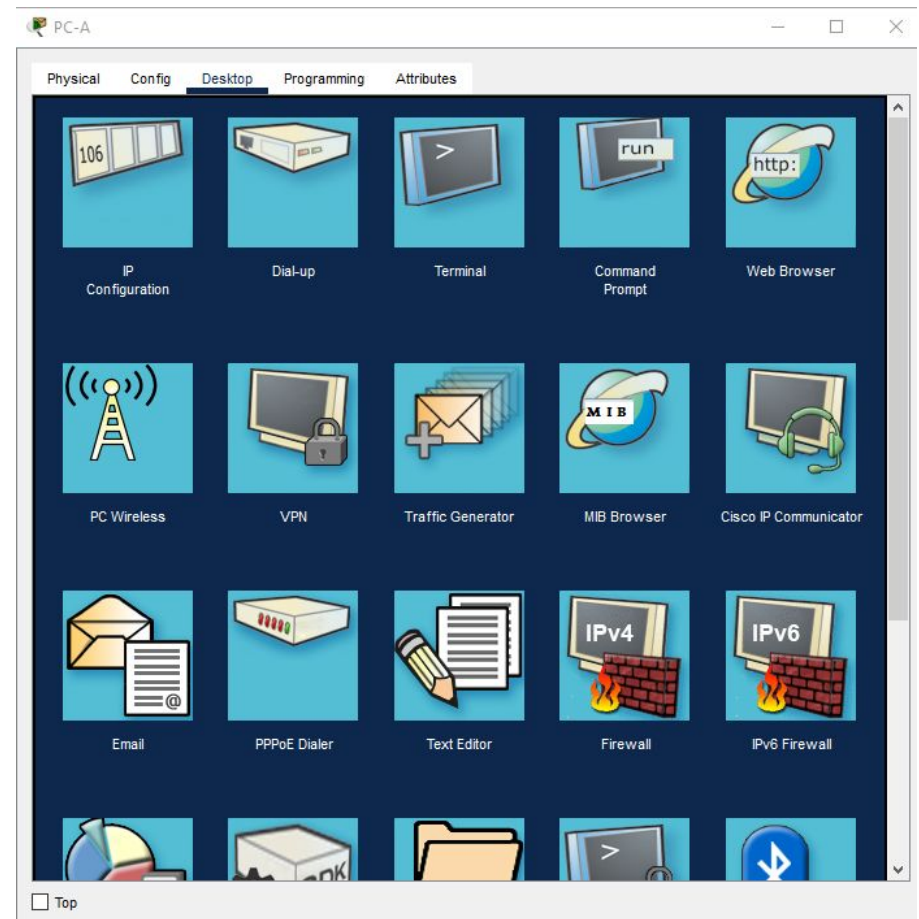 PC-A
Physical Config Desktop Programming Attributes
106
>
run
http:
IP
Configuration
Dial-up
Terminal
Command
Prompt
Web Browser
MIB
PC Wireless
VPN
Traffic Generator
MIB Browser
Cisco IP Communicator
@
IPv4
IPv6
Email
PPPoE Dialer
Text Editor
Firewall
IPv6 Firewall
>
Top